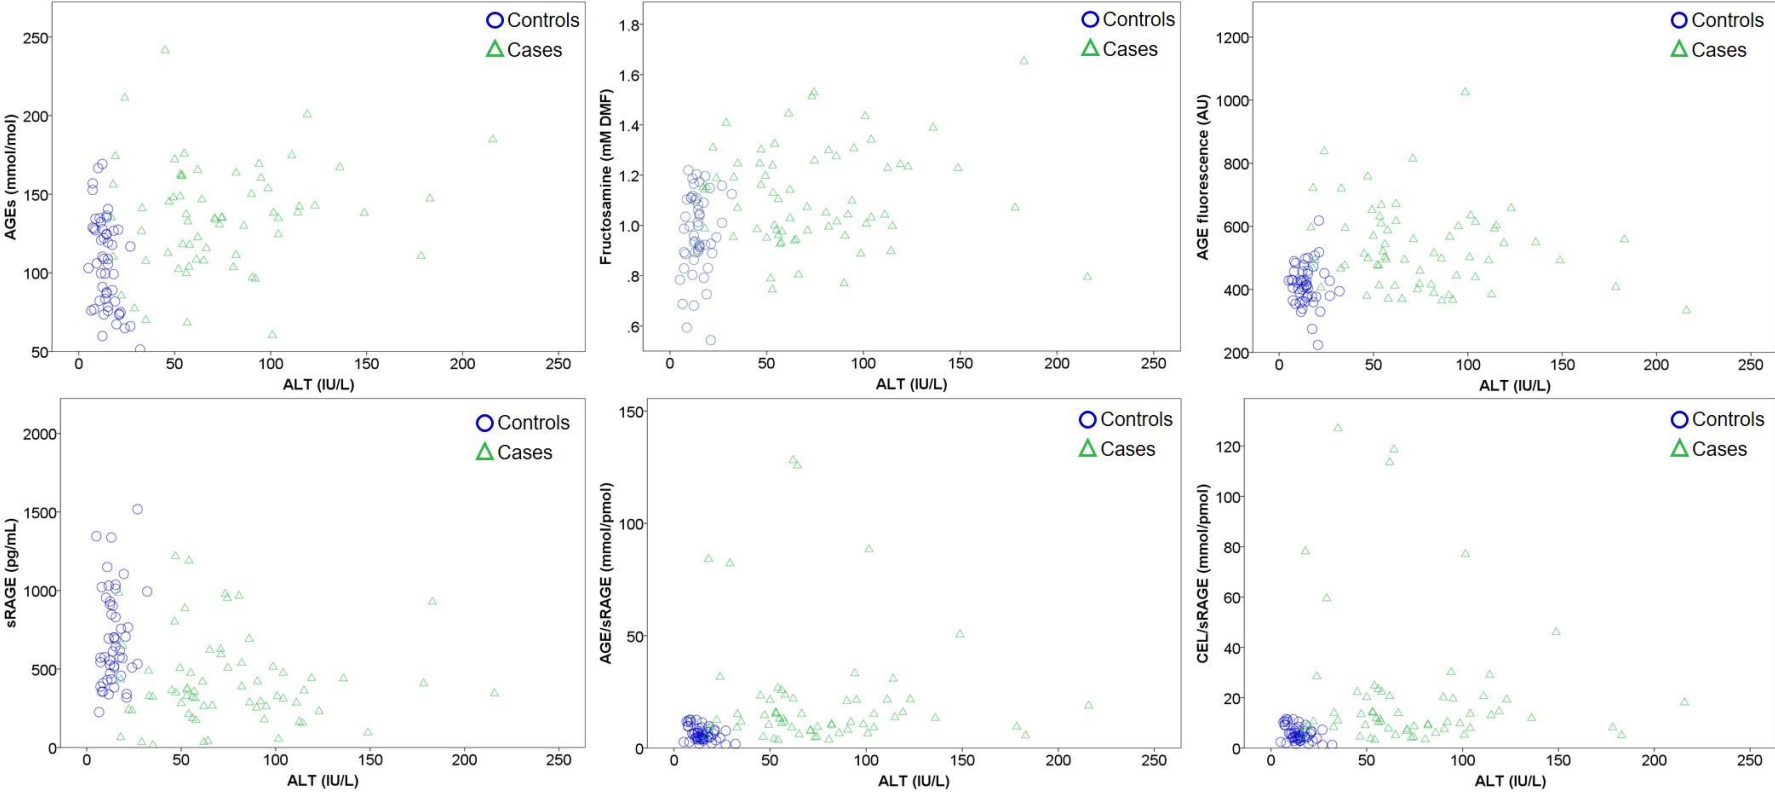 Controls
Cases
250
200
150
100
50
0
50
100
150
200
250
AGEs (mmol/mol)
ALT (IU/L)
Controls
Cases
1.8
1.6
1.4
1.2
1.0
.8
.6
0
50
100
150
200
250
Fructosamine (mM DMF)
ALT (IU/L)
Controls
Cases
1200
1000
800
600
400
200
0
50
100
150
200
250
AGE fluorescence (AU)
ALT (IU/L)
Controls
Cases
2000
1500
1000
500
0
0
50
100
150
200
250
sRAGE (pg/mL)
ALT (IU/L)
Controls
Cases
150
100
50
0
0
50
100
150
200
250
AGE/sRAGE (mmol/pmol)
ALT (IU/L)
Controls
Cases
120
100
80
60
40
20
0
0
50
100
150
200
250
CEL/sRAGE (mmol/pmol)
ALT (IU/L)